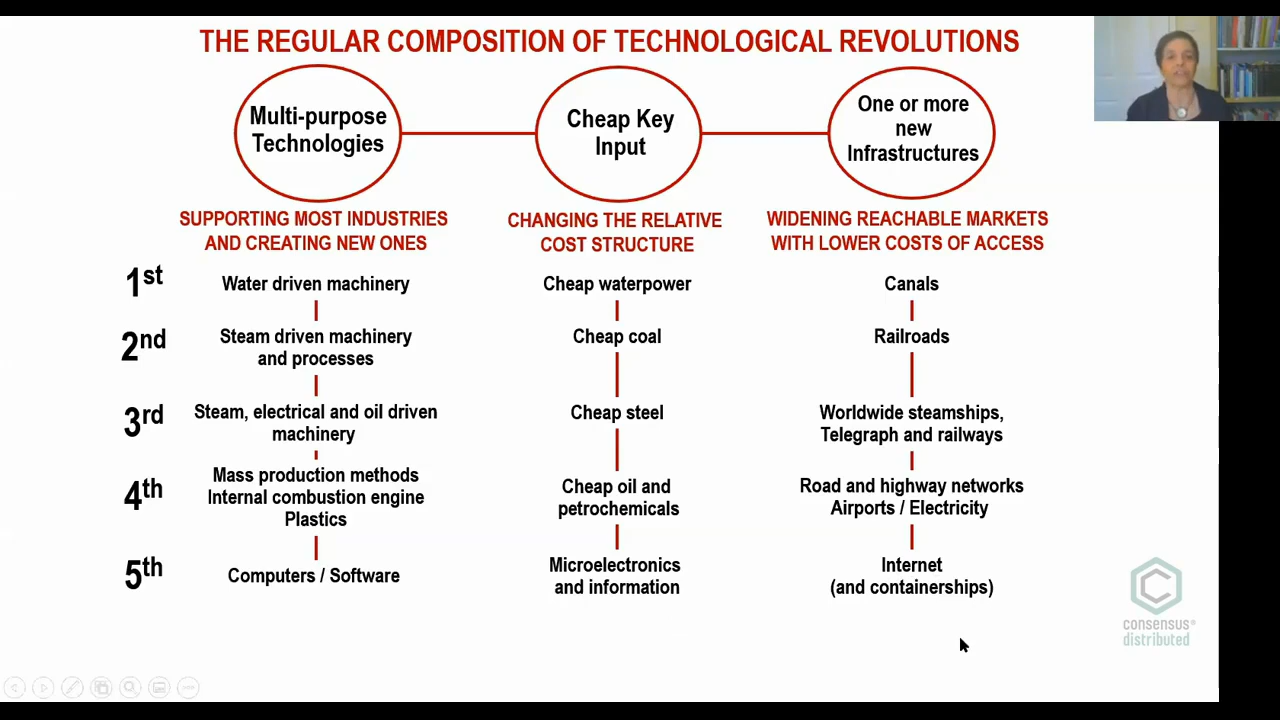 THE REGULAR COMPOSITION OF TECHNOLOGICAL REVOLUTIONS
Multi-purpose
Technologies
Cheap Key
Input
One or more
new
Infrastructures
SUPPORTING MOST INDUSTRIES
AND CREATING NEW ONES
CHANGING THE RELATIVE
COST STRUCTURE
WIDENING REACHABLE MARKETS
WITH LOWER COSTS OF ACCESS
1st
Water driven machinery
Cheap waterpower
Canals
2nd
Steam driven machinery
and processes
Cheap coal
Railroads
3rd
Steam, electrical and oil driven
machinery
Cheap steel
Worldwide steamships,
Telegraph and railways
4th
Mass production methods
Internal combustion engine
Plastics
Cheap oil and
petrochemicals
Road and highway networks
Airports / Electricity
5th
Computers / Software
Microelectronics
and information
Internet
(and containerships)
consensus®
distributed